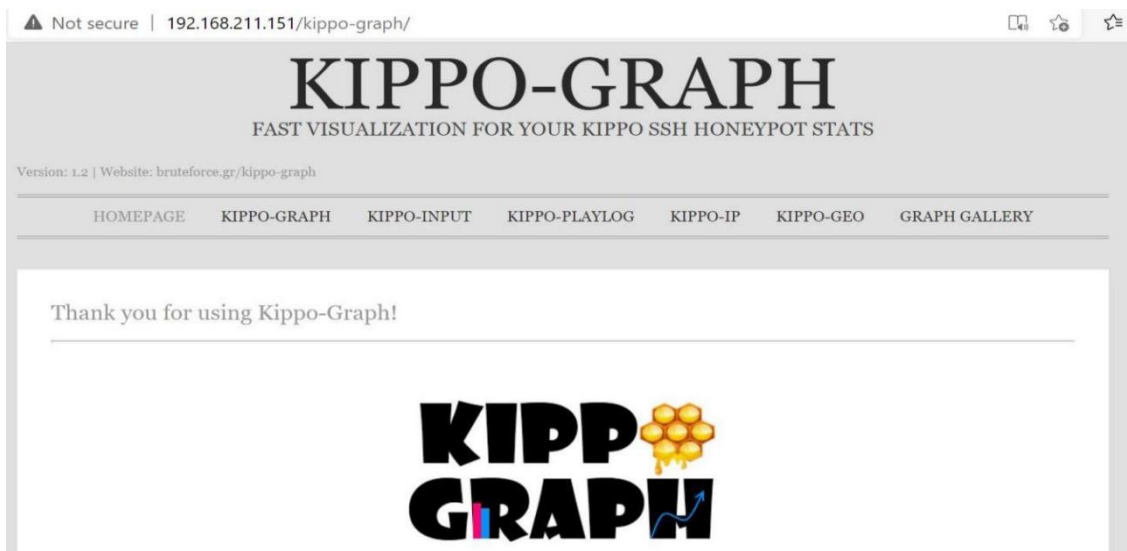 Not secure | 192.168.211.151/kippo-graph/
KIPPO-GRAPH
FAST VISUALIZATION FOR YOUR KIPPO SSH HONEYPOT STATS
Version: 1.2 | Website: bruteforce.gr/kippo-graph
HOMEPAGE KIPPO-GRAPH KIPPO-INPUT KIPPO-PLAYLOG KIPPO-IP KIPPO-GEO GRAPH GALLERY
Thank you for using Kippo-Graph!
KIPP
GRAPH